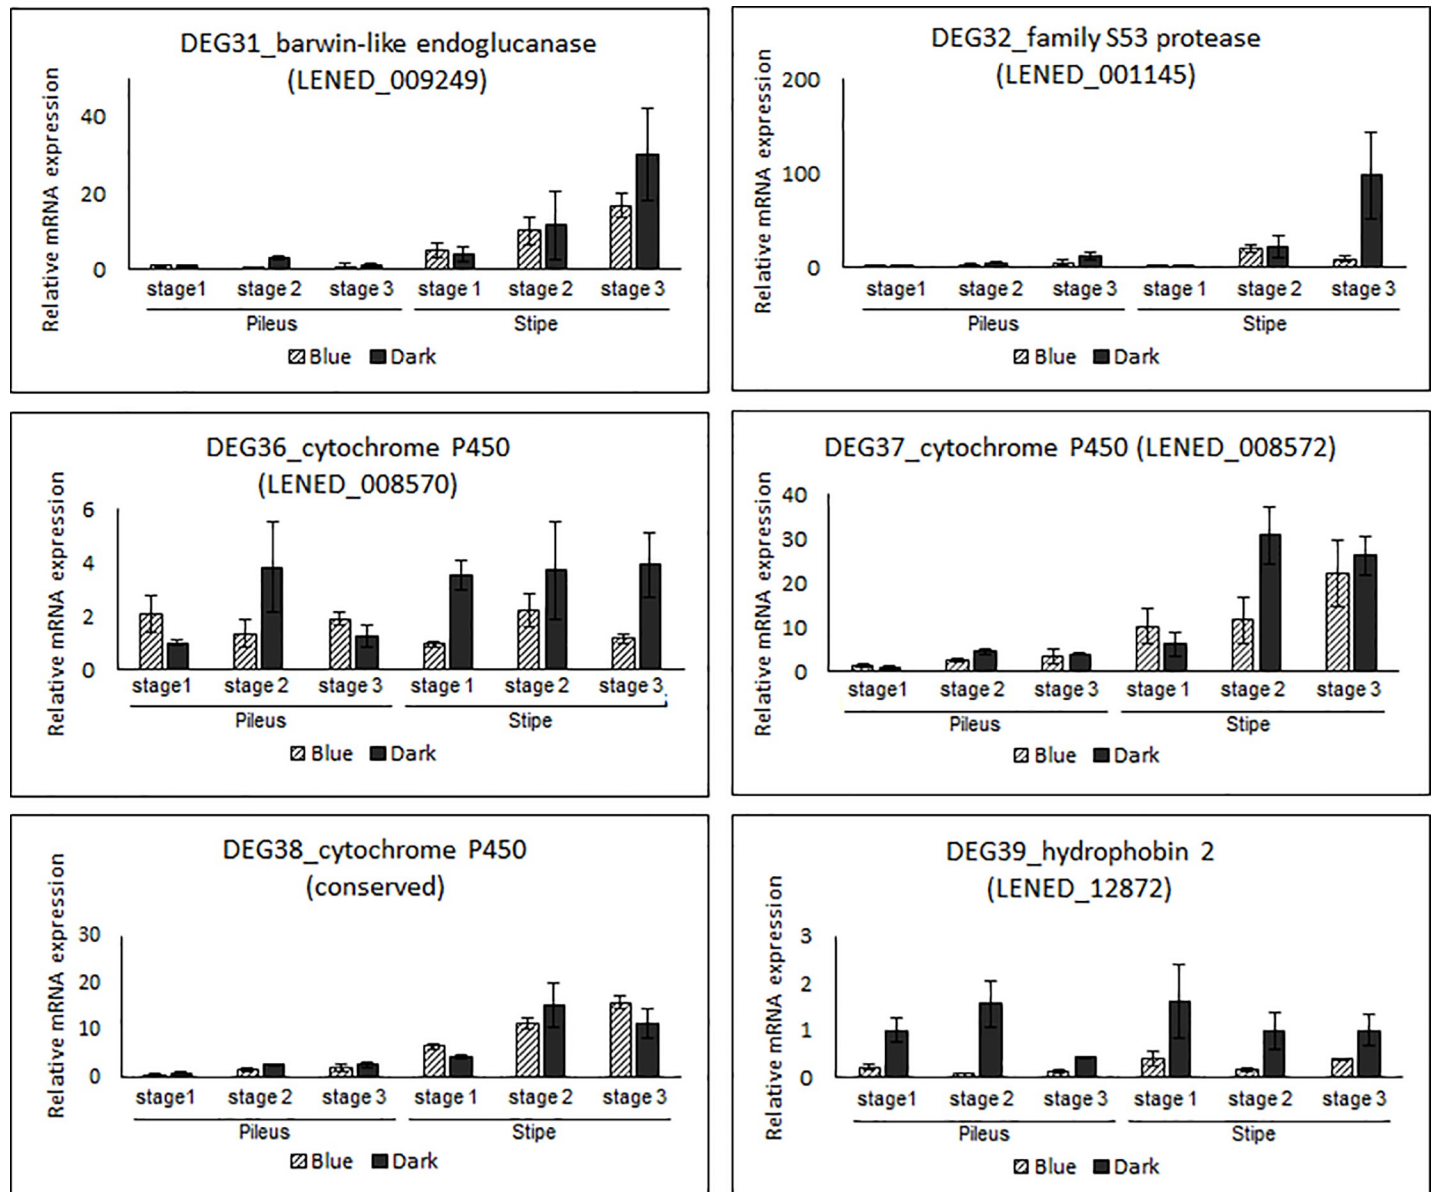 DEG31_barwin-like endoglucanase
(LENED_009249)
Relative mRNA expression
40
20
0
stage1 stage 2 stage 3 stage 1 stage 2 stage 3
Pileus Stipe
Blue Dark
DEG32_family S53 protease
(LENED_001145)
Relative mRNA expression
200
100
0
stage1 stage 2 stage 3 stage 1 stage 2 stage 3
Pileus Stipe
Blue Dark
DEG36_cytochrome P450
(LENED_008570)
Relative mRNA expression
6
4
2
0
stage1 stage 2 stage 3 stage 1 stage 2 stage 3
Pileus Stipe
Blue Dark
DEG37_cytochrome P450 (LENED_008572)
Relative mRNA expression
40
30
20
10
0
stage1 stage 2 stage 3 stage 1 stage 2 stage 3
Pileus Stipe
Blue Dark
DEG38_cytochrome P450
(conserved)
Relative mRNA expression
30
20
10
0
stage1 stage 2 stage 3 stage 1 stage 2 stage 3
Pileus Stipe
Blue Dark
DEG39_hydrophobin 2
(LENED_12872)
Relative mRNA expression
3
2
1
0
stage1 stage 2 stage 3 stage 1 stage 2 stage 3
Pileus Stipe
Blue Dark